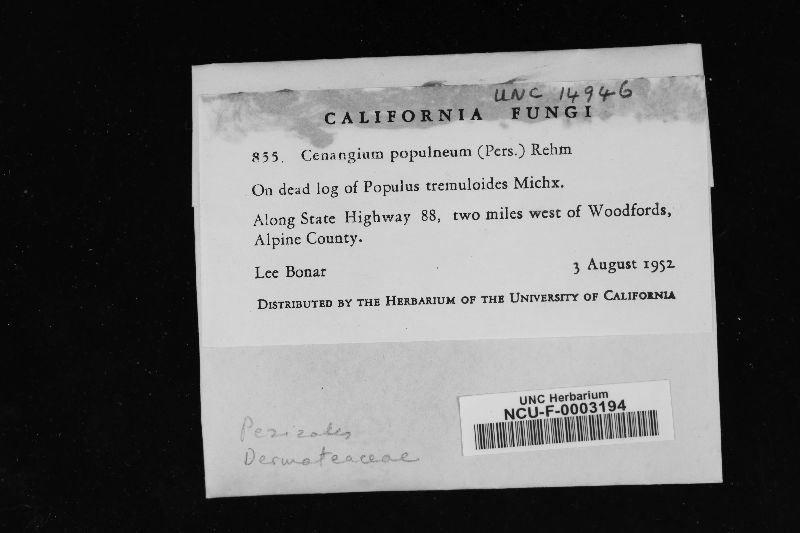 UNC 14946
CALIFORNIA FUNGI
855. Cenangium populneum (Pers.) Rehm
On dead log of Populus tremuloides Michx.
Along State Highway 88, two miles west of Woodfords,
Alpine County.
Lee Bonar 3 August 1952
DISTRIBUTED BY THE HERBARIUM OF THE UNIVERSITY OF CALIFORNIA
UNC Herbarium
NCU-F-0003194
Pezizales
Dermateaceae